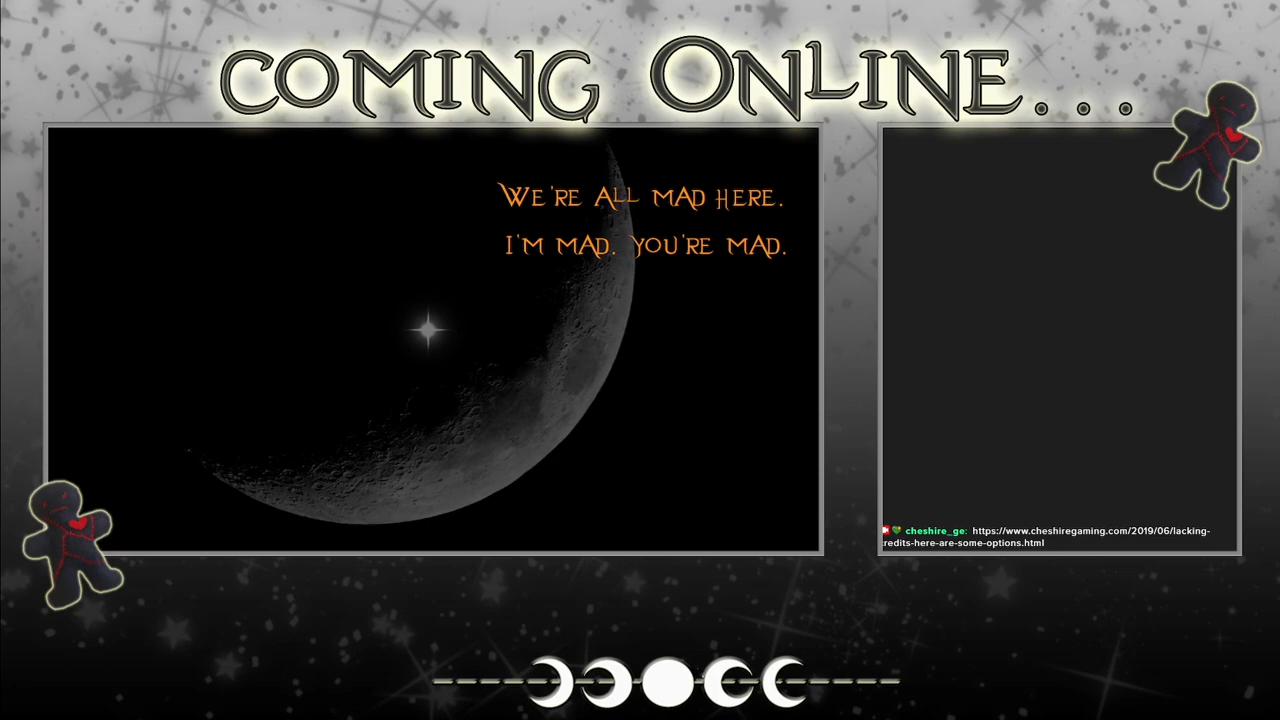 COMING ONLINE...
WE'RE ALL MAD HERE.
I'M MAD. YOU'RE MAD.
cheshire_ge: https://www.cheshiregaming.com/2019/06/lacking-
redits-here-are-some-options.html